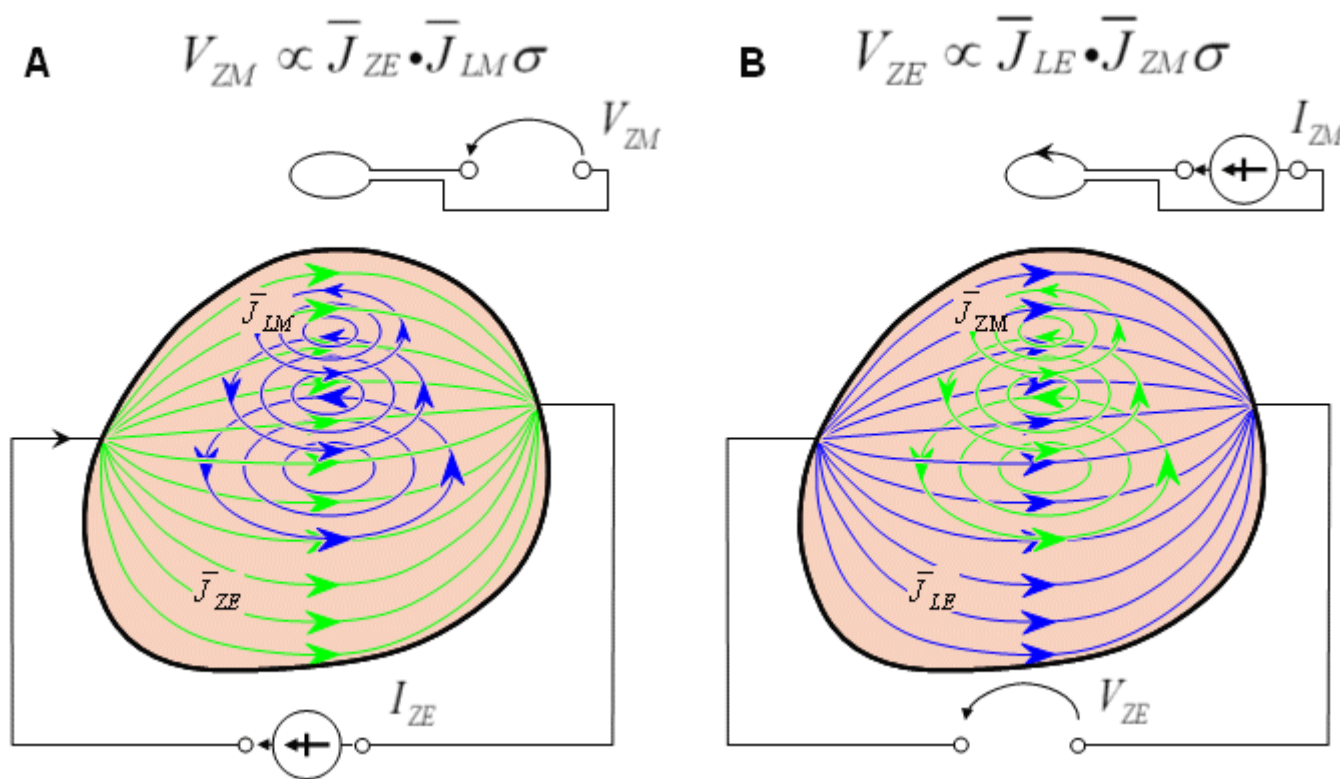 A V_ZM ∝ J̅_ZE • J̅_LM σ
B V_ZE ∝ J̅_LE • J̅_ZM σ
V_ZM
I_ZM
J̅_LM
J̅_ZM
J̅_ZE
J̅_LE
I_ZE
V_ZE